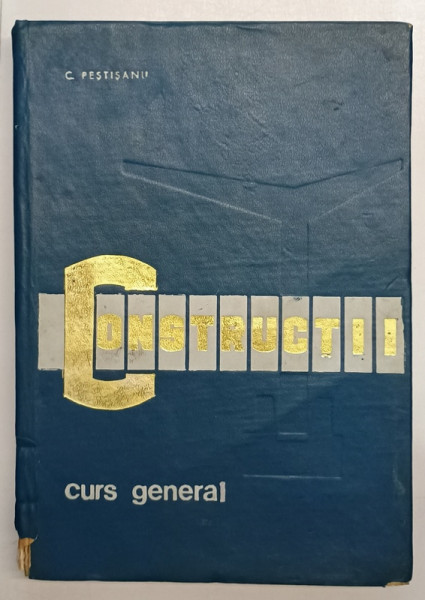 C. PEȘTIȘANU
CONSTRUCȚII
curs general